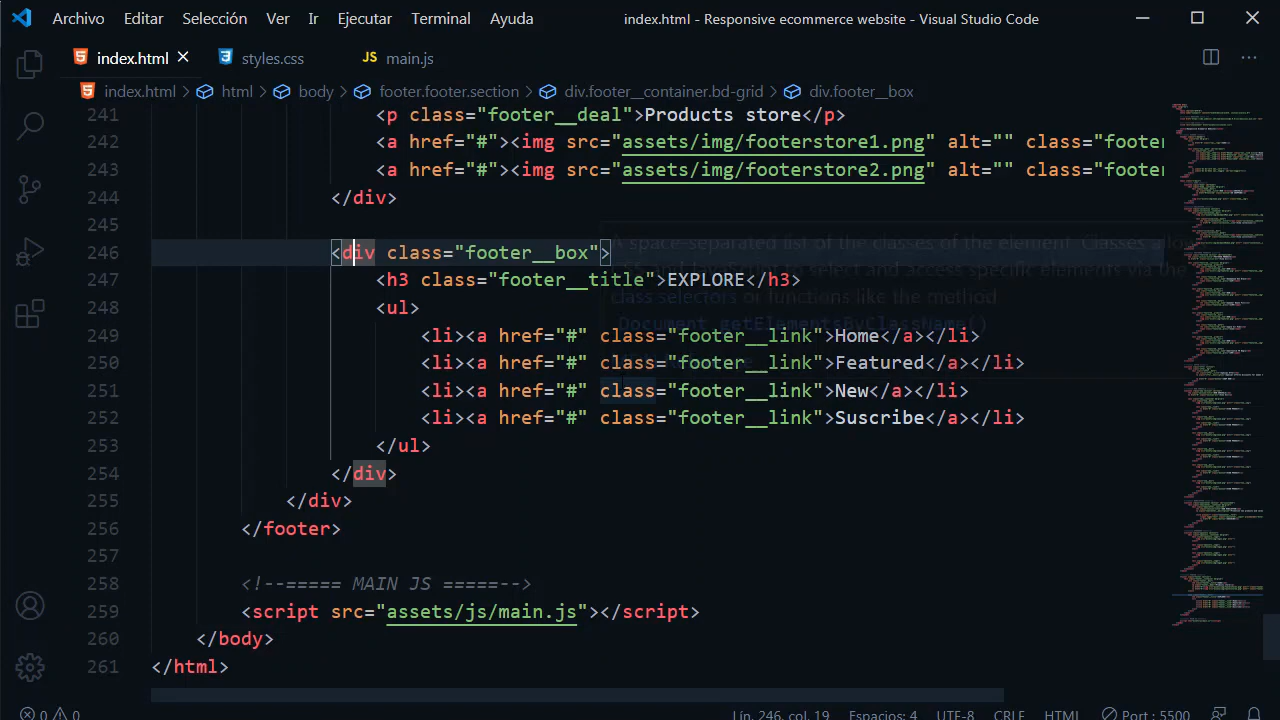 Archivo Editar Selección Ver Ir Ejecutar Terminal Ayuda index.html - Responsive ecommerce website - Visual Studio Code
index.html styles.css JS main.js
index.html > html > body > footer.footer.section > div.footer__container.bd-grid > div.footer__box
241 <p class="footer__deal">Products store</p>
242 <a href="#"><img src="assets/img/footerstore1.png" alt="" class="footer
243 <a href="#"><img src="assets/img/footerstore2.png" alt="" class="footer
244 </div>
245
246 <div class="footer__box">
247 <h3 class="footer__title">EXPLORE</h3>
248 <ul>
249 <li><a href="#" class="footer__link">Home</a></li>
250 <li><a href="#" class="footer__link">Featured</a></li>
251 <li><a href="#" class="footer__link">New</a></li>
252 <li><a href="#" class="footer__link">Suscribe</a></li>
253 </ul>
254 </div>
255 </div>
256 </footer>
257
258 <!--===== MAIN JS =====-->
259 <script src="assets/js/main.js"></script>
260 </body>
261 </html>
0 0 Lín. 246, col. 19 Espacios: 4 UTF-8 CRLF HTML Port : 5500